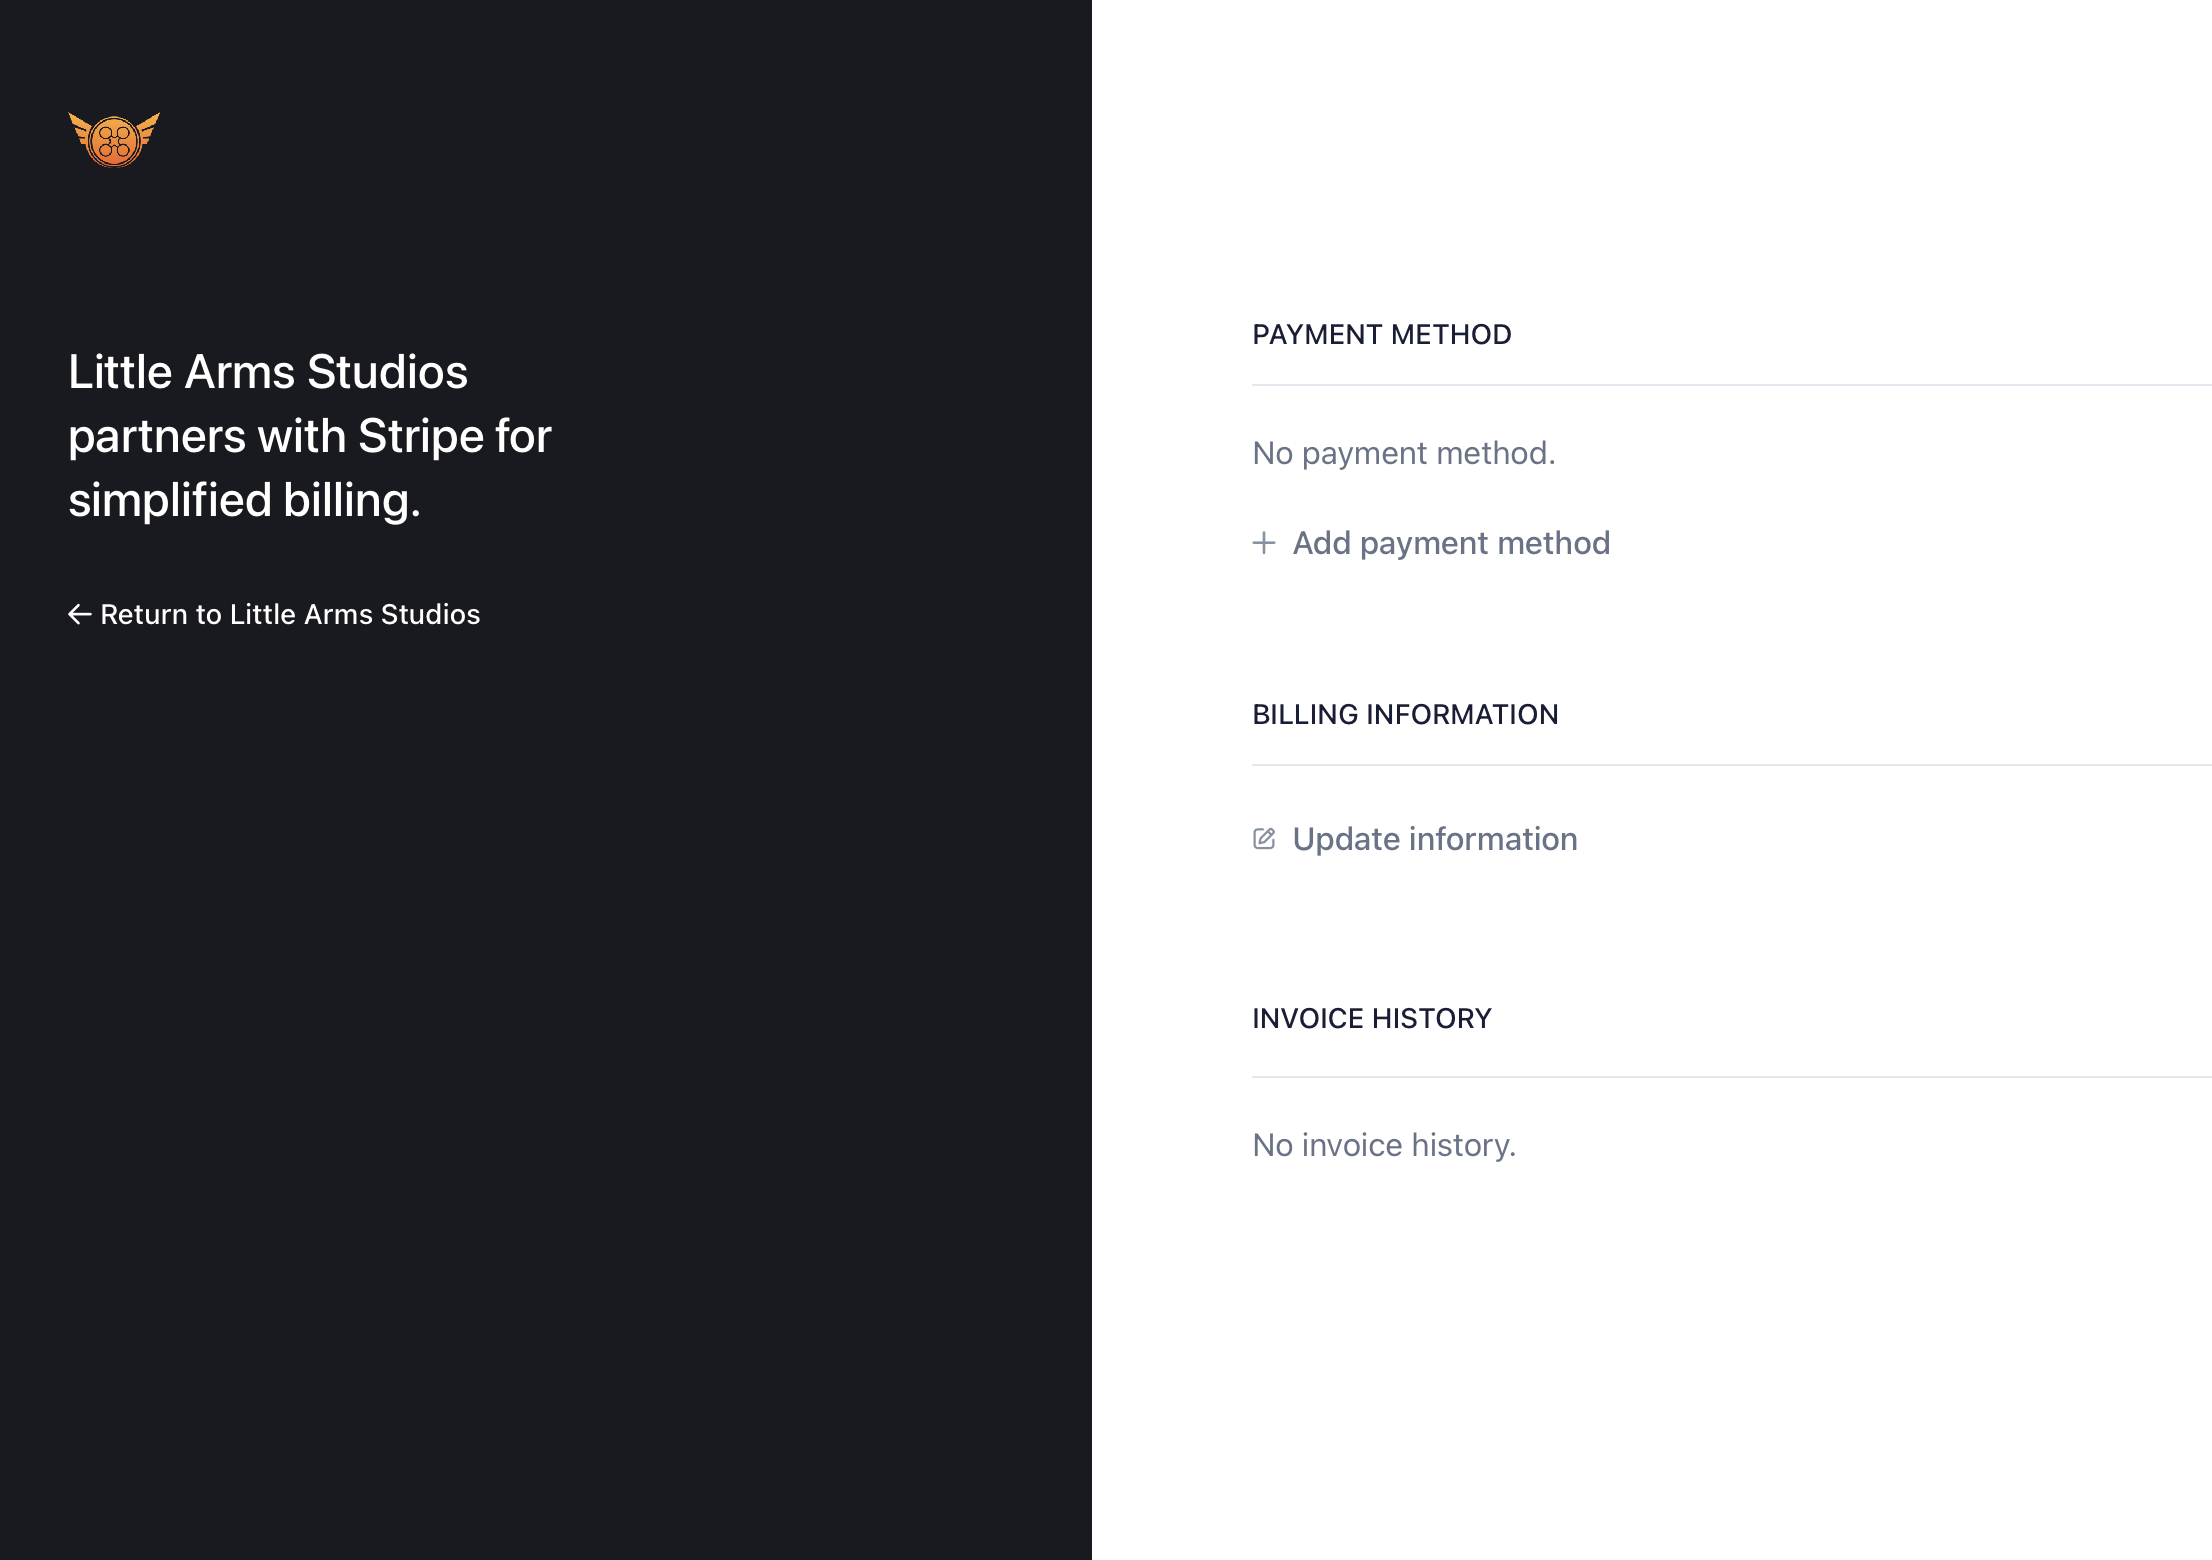 Little Arms Studios
partners with Stripe for
simplified billing.
Return to Little Arms Studios
PAYMENT METHOD
No payment method.
Add payment method
BILLING INFORMATION
Update information
INVOICE HISTORY
No invoice history.